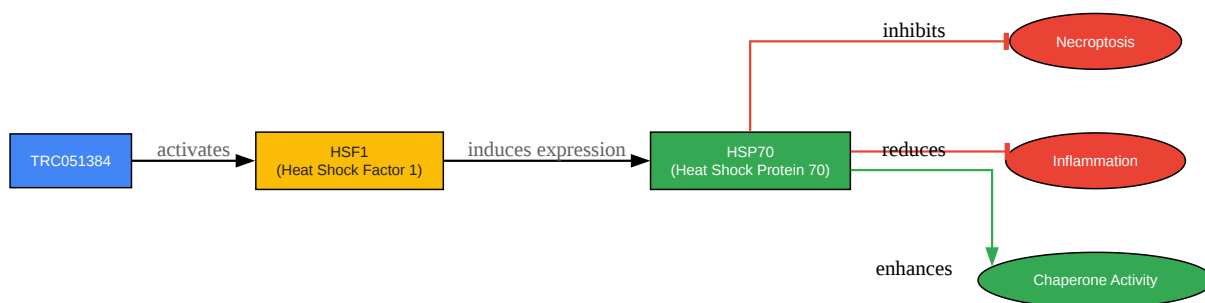 inhibits
Necroptosis
TRC051384
activates
HSF1
(Heat Shock Factor 1)
induces expression
HSP70
(Heat Shock Protein 70)
reduces
Inflammation
enhances
Chaperone Activity